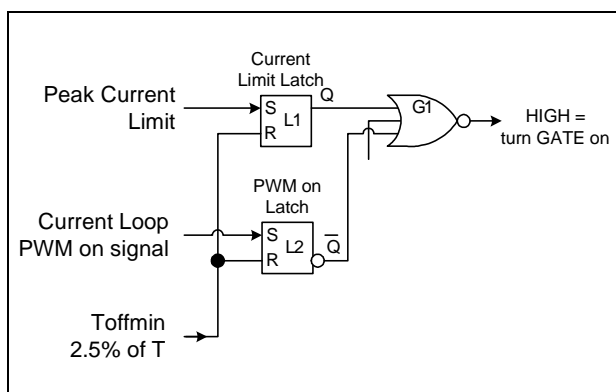 Current
Limit Latch
Peak Current
Limit
S
R
L1
Q
G1
HIGH =
turn GATE on
PWM on
Latch
Current Loop
PWM on signal
S
R
L2
Q
Toffmin
2.5% of T